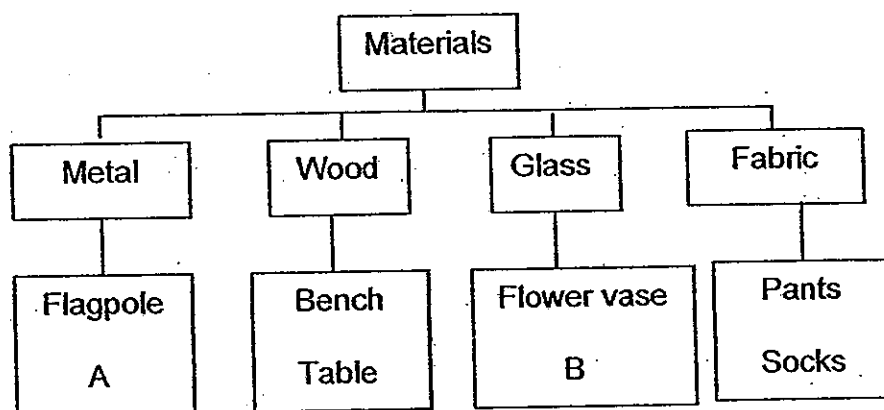 Materials
Metal
Wood
Glass
Fabric
Flagpole
A
Bench
Table
Flower vase
B
Pants
Socks